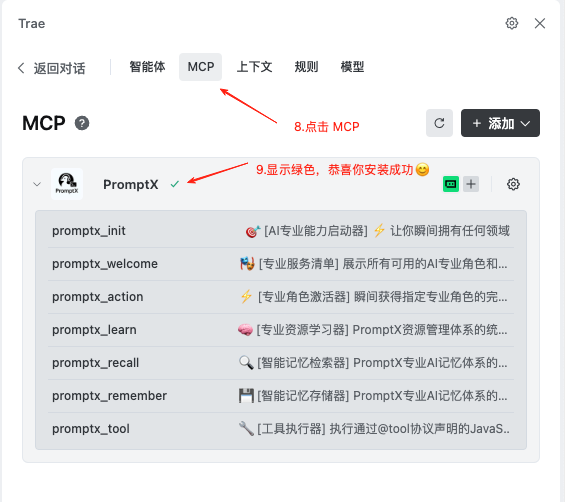 Trae
返回对话 智能体 MCP 上下文 规则 模型
8.点击 MCP
MCP ? + 添加
9.显示绿色，恭喜你安装成功😊
PromptX PromptX
promptx_init 🎯 [AI专业能力启动器] ⚡ 让你瞬间拥有任何领域
promptx_welcome 🎭 [专业服务清单] 展示所有可用的AI专业角色和...
promptx_action ⚡ [专业角色激活器] 瞬间获得指定专业角色的完...
promptx_learn 🧠 [专业资源学习器] PromptX资源管理体系的统...
promptx_recall 🔍 [智能记忆检索器] PromptX专业AI记忆体系的...
promptx_remember 💾 [智能记忆存储器] PromptX专业AI记忆体系的...
promptx_tool 🔧 [工具执行器] 执行通过@tool协议声明的JavaS..